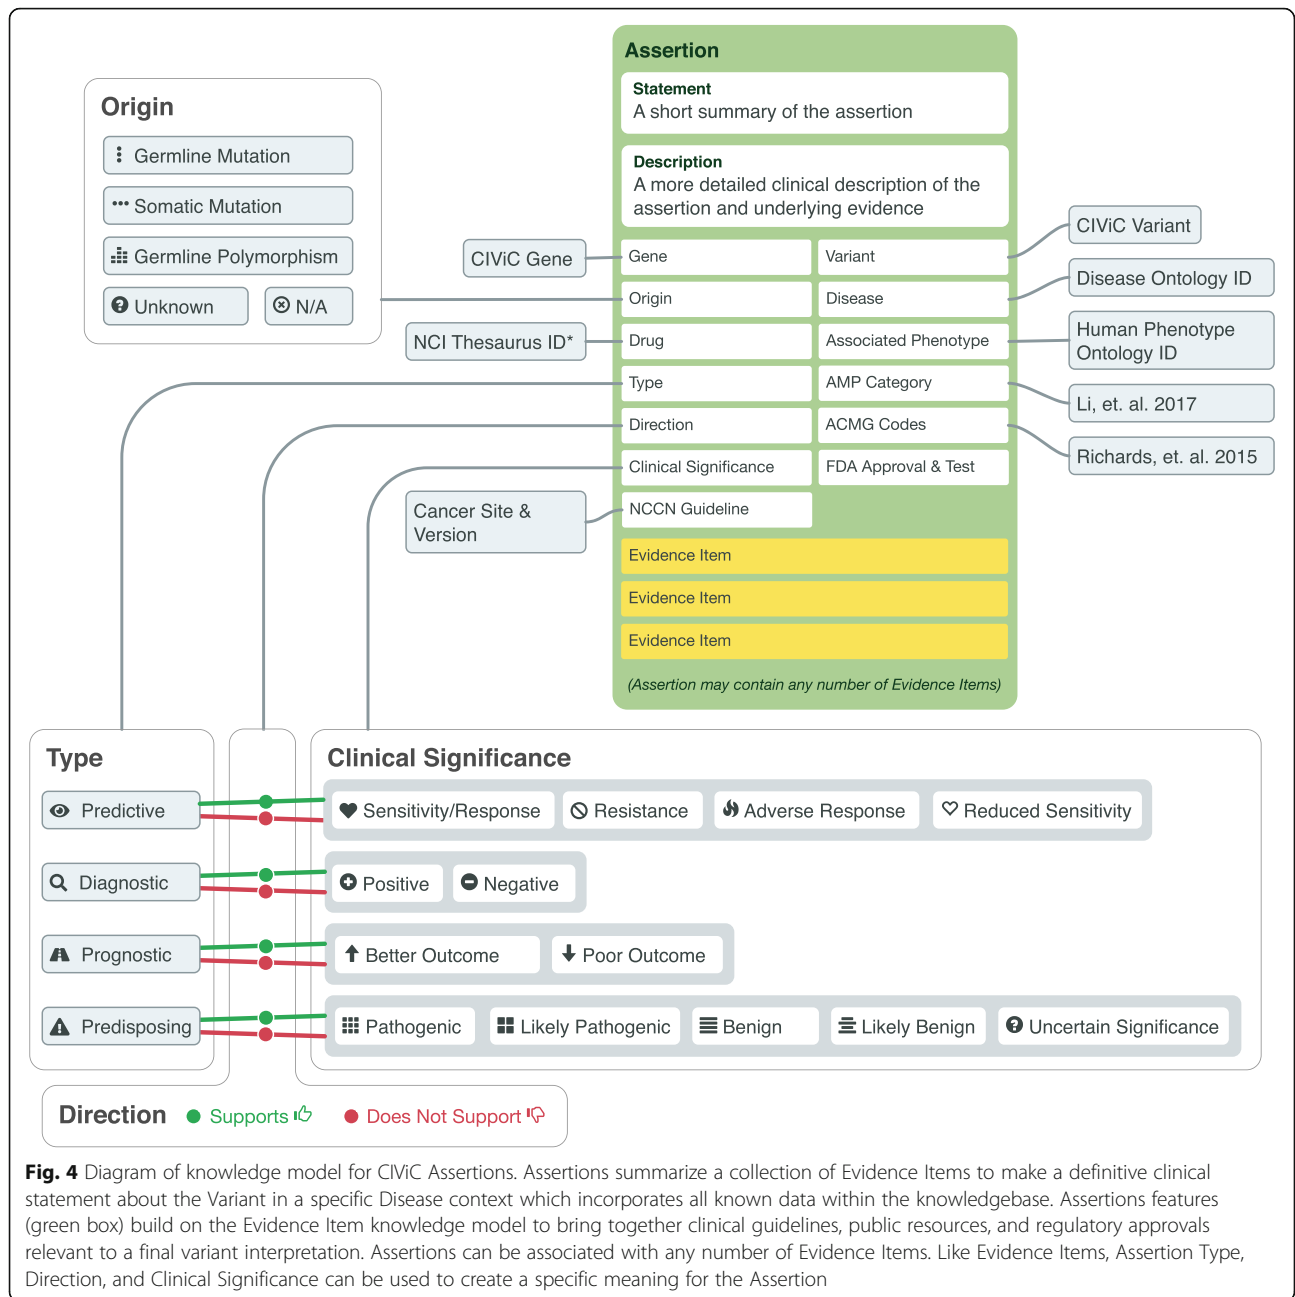 Origin
Germline Mutation
Somatic Mutation
Germline Polymorphism
Unknown
N/A
Assertion
Statement
A short summary of the assertion
Description
A more detailed clinical description of the
assertion and underlying evidence
Gene
Variant
Origin
Disease
Drug
Associated Phenotype
Type
AMP Category
Direction
ACMG Codes
Clinical Significance
FDA Approval & Test
NCCN Guideline
Evidence Item
Evidence Item
Evidence Item
(Assertion may contain any number of Evidence Items)
CIViC Gene
NCI Thesaurus ID*
Cancer Site &
Version
CIViC Variant
Disease Ontology ID
Human Phenotype
Ontology ID
Li, et. al. 2017
Richards, et. al. 2015
Type
Clinical Significance
Predictive
Sensitivity/Response
Resistance
Adverse Response
Reduced Sensitivity
Diagnostic
Positive
Negative
Prognostic
Better Outcome
Poor Outcome
Predisposing
Pathogenic
Likely Pathogenic
Benign
Likely Benign
Uncertain Significance
Direction
Supports
Does Not Support
Fig. 4 Diagram of knowledge model for CIViC Assertions. Assertions summarize a collection of Evidence Items to make a definitive clinical
statement about the Variant in a specific Disease context which incorporates all known data within the knowledgebase. Assertions features
(green box) build on the Evidence Item knowledge model to bring together clinical guidelines, public resources, and regulatory approvals
relevant to a final variant interpretation. Assertions can be associated with any number of Evidence Items. Like Evidence Items, Assertion Type,
Direction, and Clinical Significance can be used to create a specific meaning for the Assertion